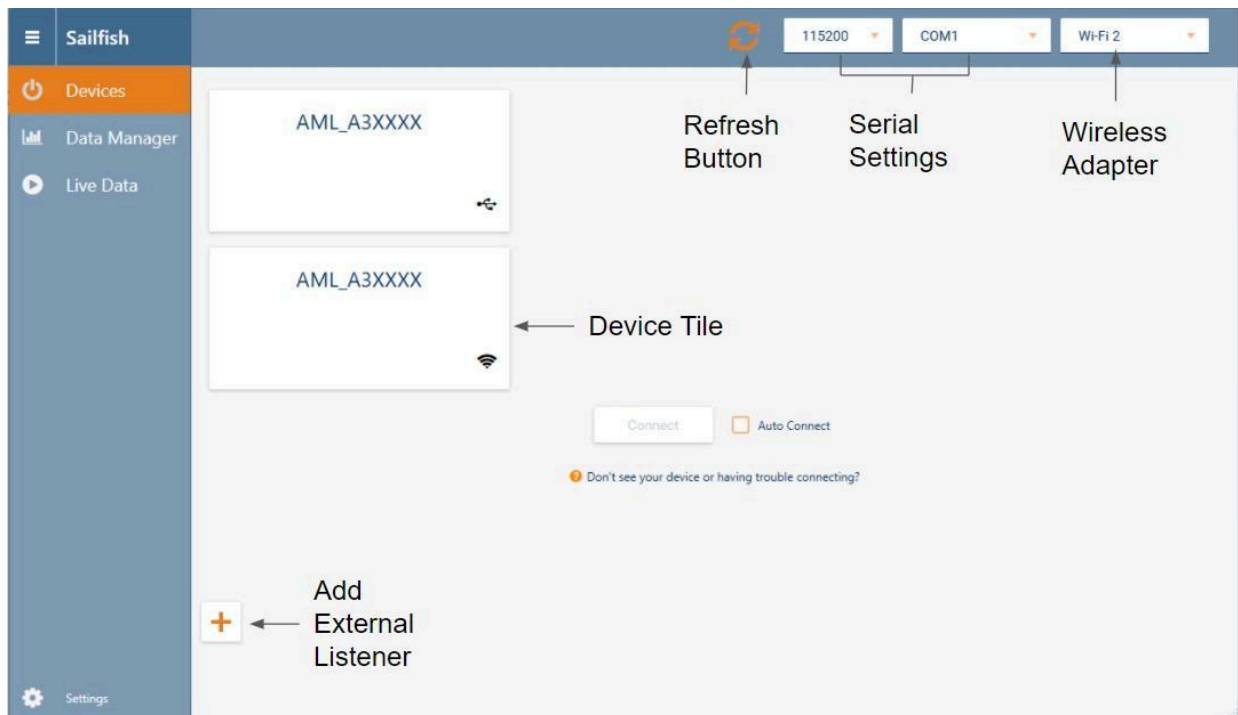 Sailfish
115200
COM1
Wi-Fi 2
Devices
Data Manager
Live Data
AML_A3XXXX
Refresh
Button
Serial
Settings
Wireless
Adapter
AML_A3XXXX
Device Tile
Connect
Auto Connect
Don't see your device or having trouble connecting?
Add
External
Listener
Settings